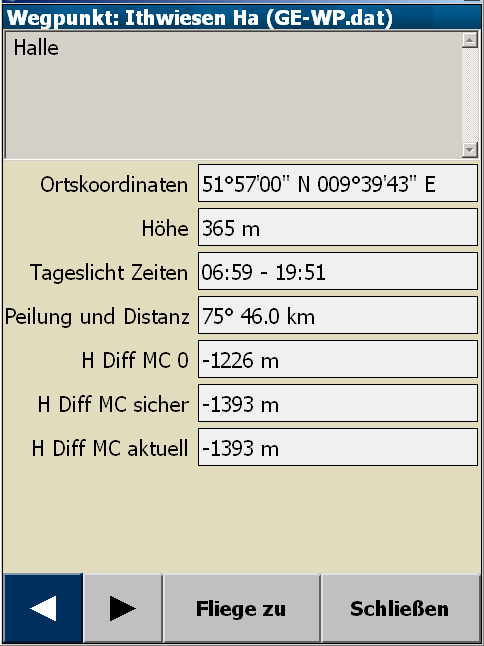 Wegpunkt: Ithwiesen Ha (GE-WP.dat)
Halle
Ortskoordinaten 51°57'00" N 009°39'43" E
Höhe 365 m
Tageslicht Zeiten 06:59 - 19:51
Peilung und Distanz 75° 46.0 km
H Diff MC 0 -1226 m
H Diff MC sicher -1393 m
H Diff MC aktuell -1393 m
Fliege zu Schließen